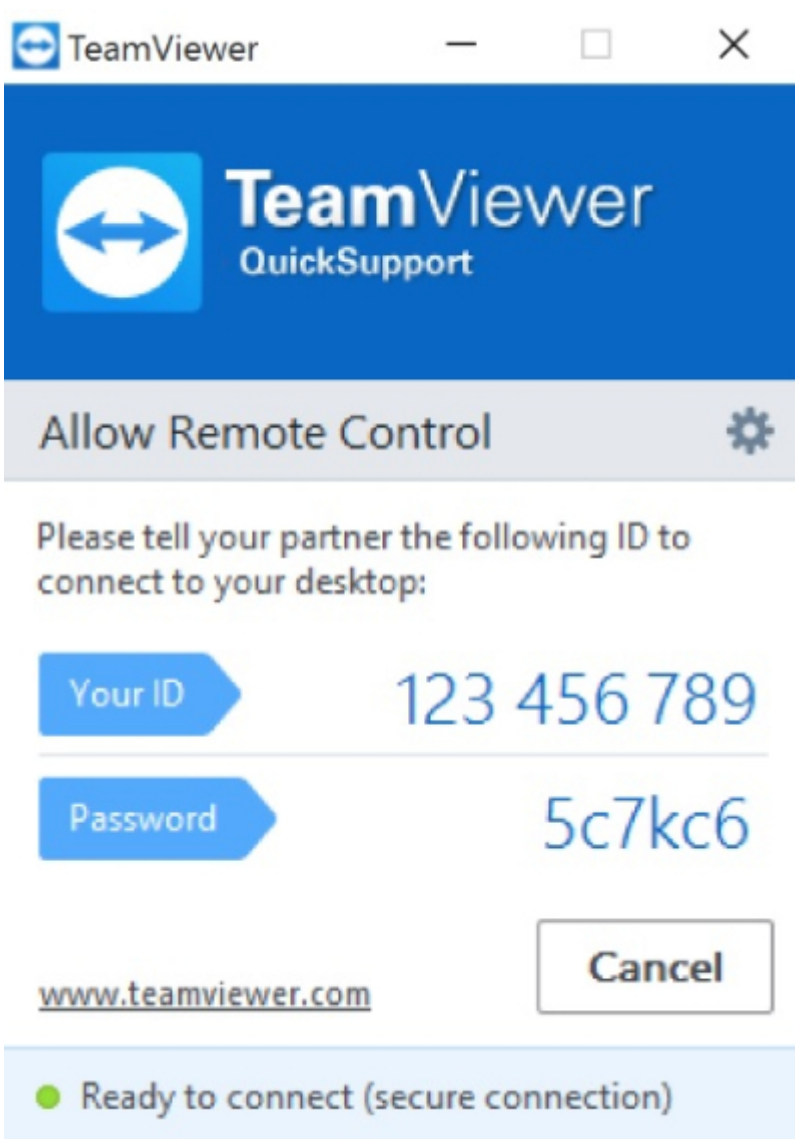 TeamViewer
TeamViewer
QuickSupport
Allow Remote Control
Please tell your partner the following ID to
connect to your desktop:
Your ID 123 456 789
Password 5c7kc6
Cancel
www.teamviewer.com
Ready to connect (secure connection)